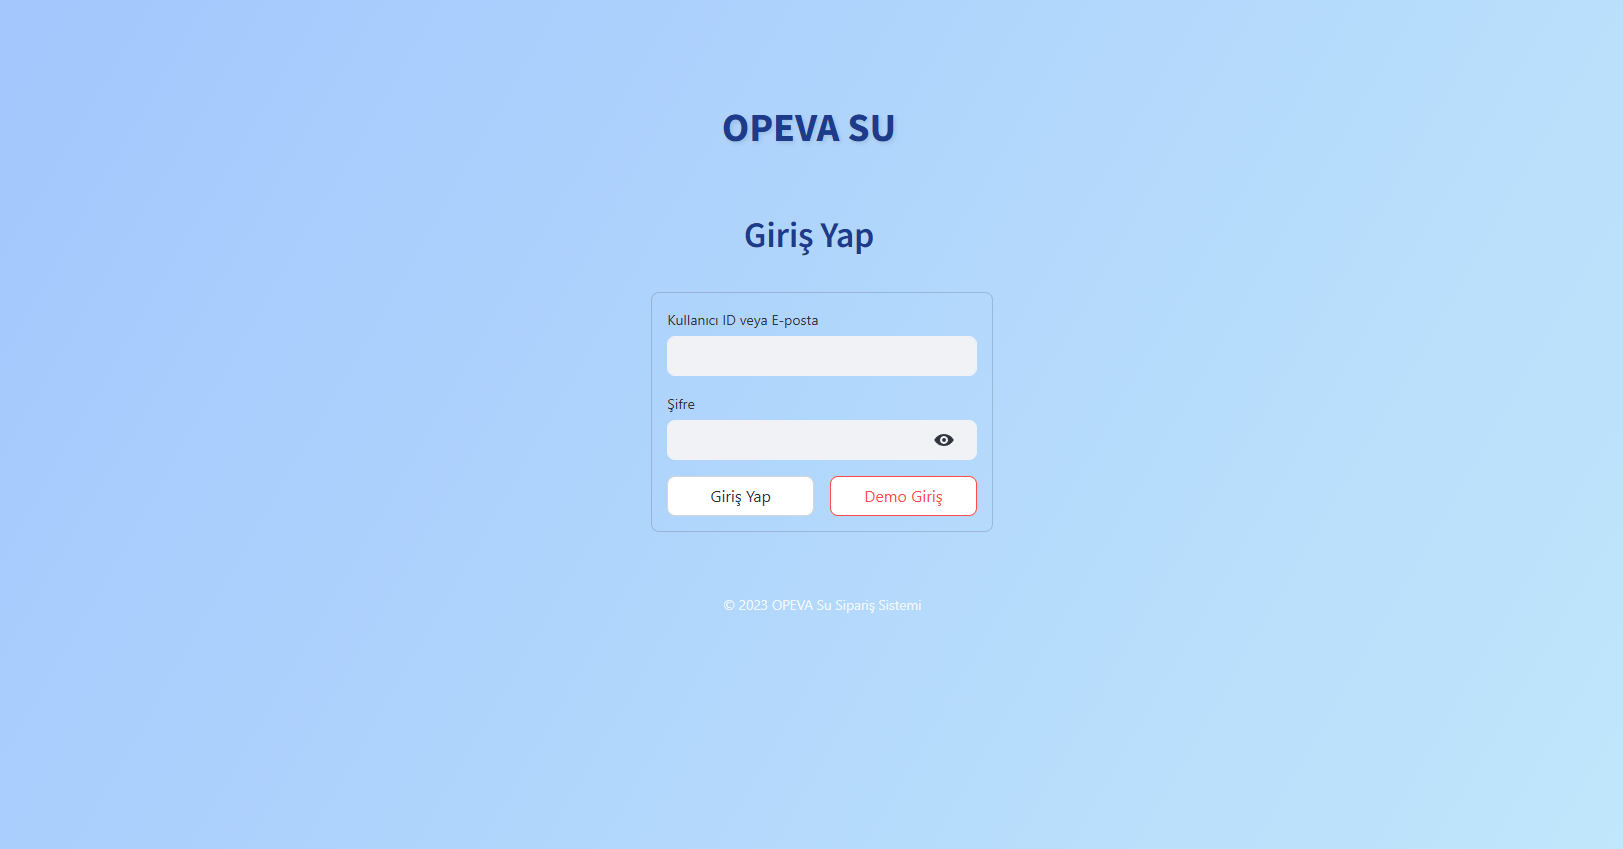 OPEVA SU
Giriş Yap
Kullanıcı ID veya E-posta
Şifre
Giriş Yap
Demo Giriş
© 2023 OPEVA Su Sipariş Sistemi